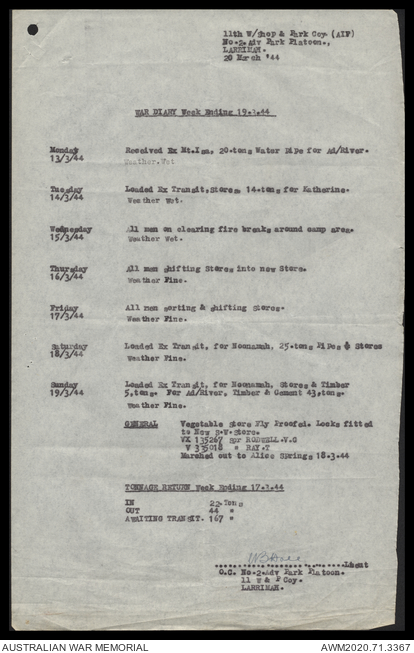 11th W/shop & Park Coy. (AIF)
No.2.Adv Park Platoon.,
LARRIMAH.
20 March '44
WAR DIARY Week Ending 19.3.44
Monday Received Ex Mt.Isa, 20.tons Water Pipe for Ad/River.
13/3/44 Weather.Wet
Tuesday Loaded Ex Transit,Stores, 14.tons for Katherine.
14/3/44 Weather Wet.
Wednesday All men on clearing fire breaks around camp area.
15/3/44 Weather Wet.
Thursday All men shifting Stores into new Store.
16/3/44 Weather Fine.
Friday All men sorting & shifting Stores.
17/3/44 Weather Fine.
Saturday Loaded Ex Transit, for Noonamah, 25.tons Pipes & Stores
18/3/44 Weather Fine.
Sunday Loaded Ex Transit, for Noonamah, Stores & Timber
19/3/44 5,tons. For Ad/River, Timber & Cement 43,tons.
Weather Fine.
GENERAL Vegetable Store Fly Proofed. Locks fitted
to New Store.
VX 135267 Spr RODWELL.V.C
V 335018 " RAY.T
Marched out to Alice Springs 18.3.44
TONNAGE RETURN Week Ending 17.3.44
IN 22.Tons
OUT 44 "
AWAITING TRANSIT. 167 "
Lieut
O.C. No.2.Adv Park Platoon.
11 W & P Coy.
LARRIMAH.
AUSTRALIAN WAR MEMORIAL
AWM2020.71.3367